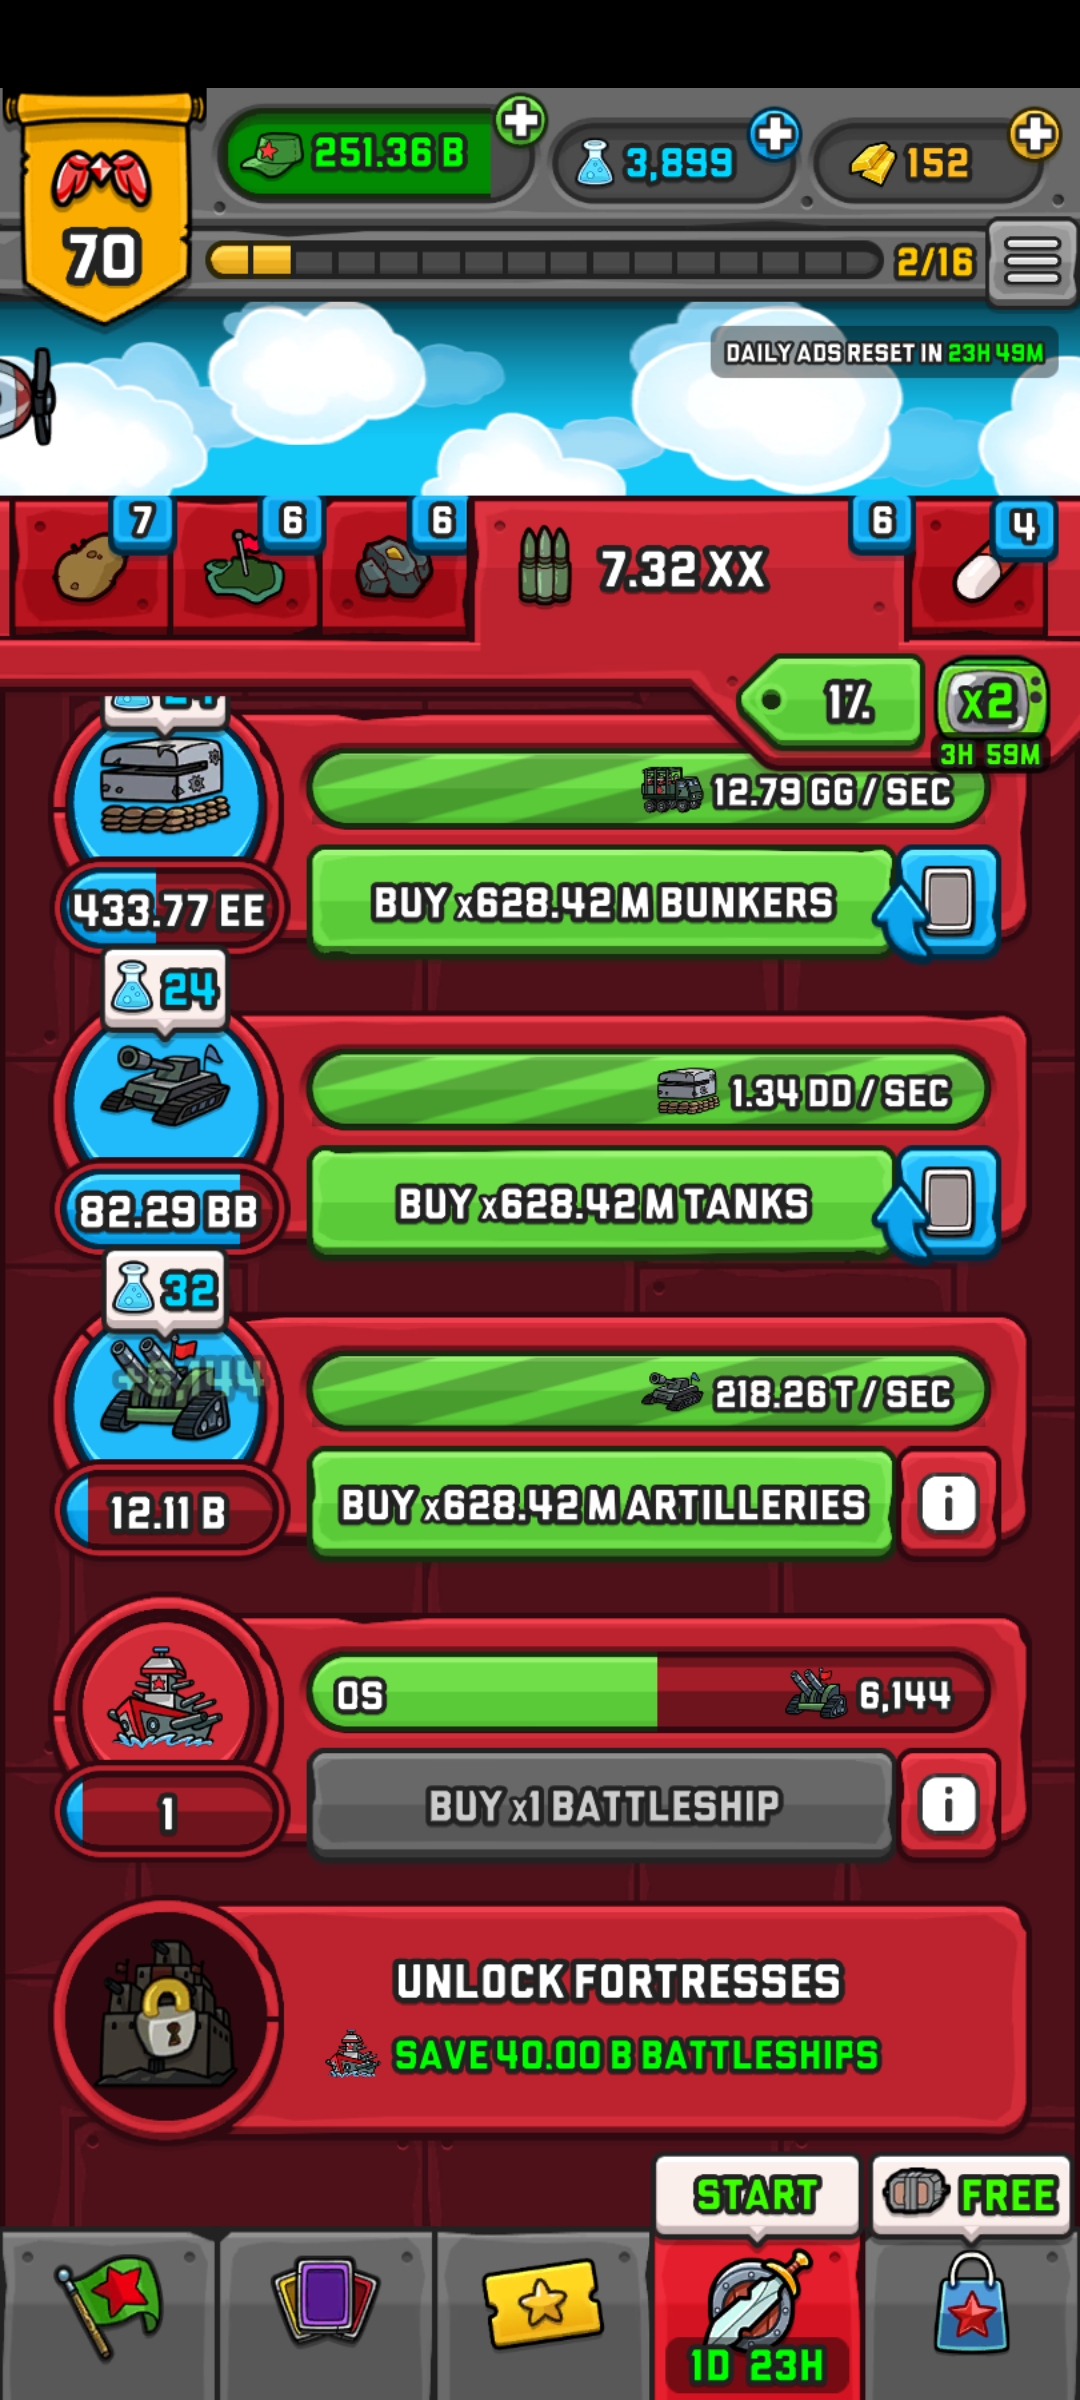 251.36 B
3,899
152
70
2/16
DAILY ADS RESET IN 23H 49M
7
6
6
7.32 XX
6
4
1%
x2
3H 59M
12.79 GG / SEC
433.77 EE
BUY x628.42 M BUNKERS
24
1.34 DD / SEC
82.29 BB
BUY x628.42 M TANKS
32
218.26 T / SEC
12.11 B
BUY x628.42 M ARTILLERIES
0S
6,144
1
BUY x1 BATTLESHIP
UNLOCK FORTRESSES
SAVE 40.00 B BATTLESHIPS
START
FREE
1D 23H